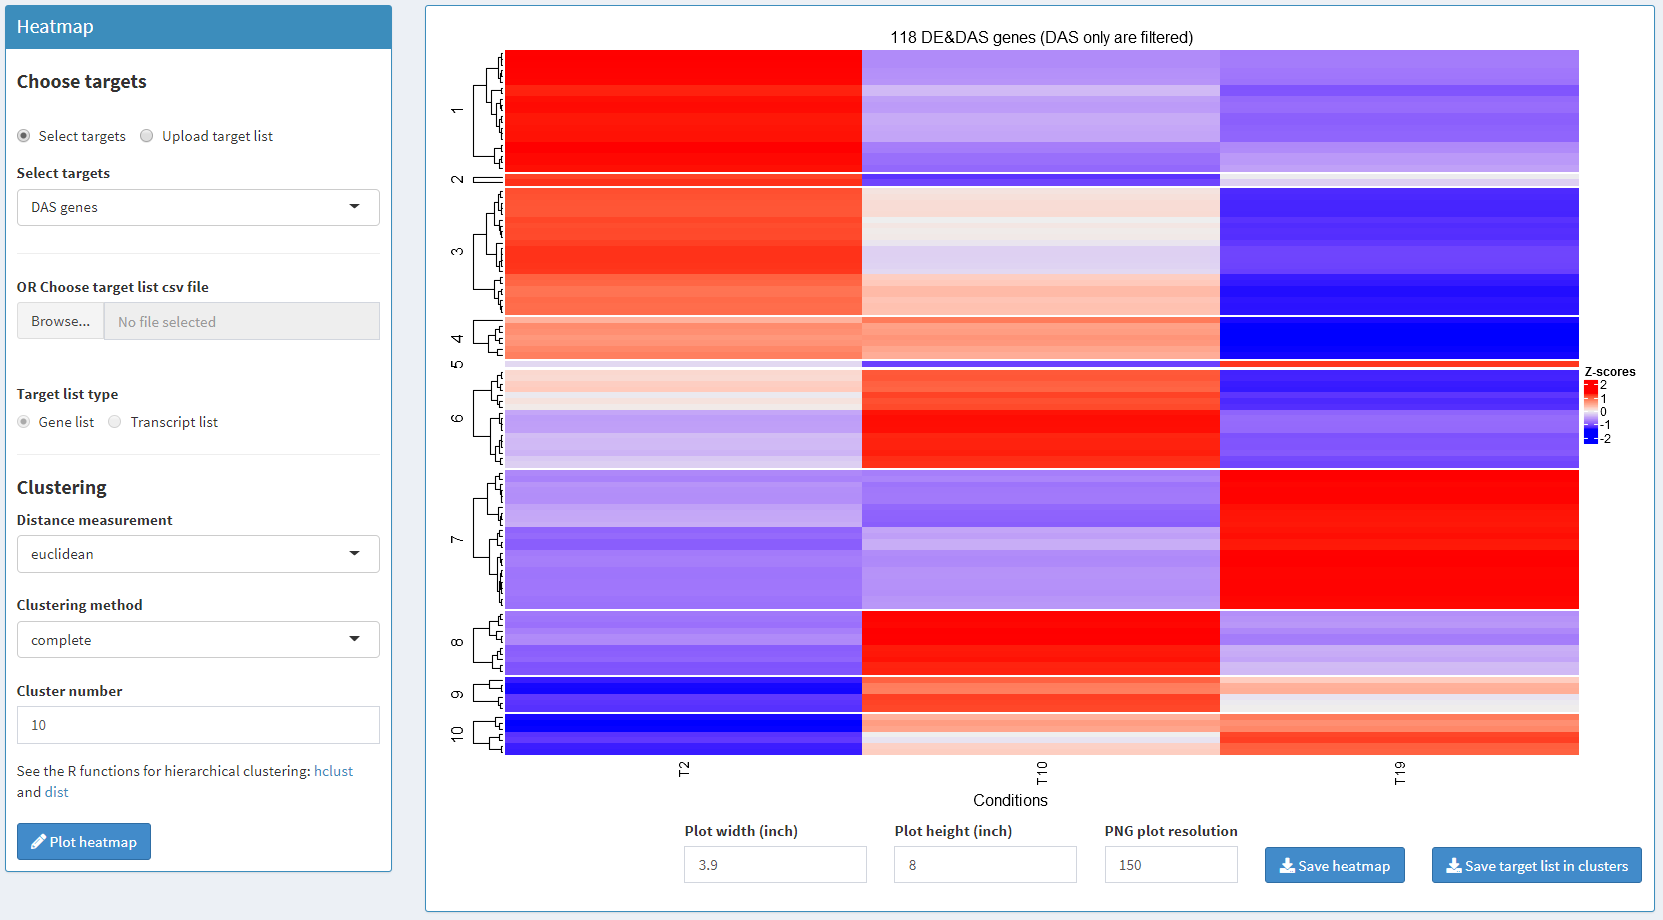 Heatmap
Choose targets
Select targets Upload target list
Select targets
DAS genes
OR Choose target list csv file
Browse... No file selected
Target list type
Gene list Transcript list
Clustering
Distance measurement
euclidean
Clustering method
complete
Cluster number
10
See the R functions for hierarchical clustering: hclust
and dist
Plot heatmap
118 DE&DAS genes (DAS only are filtered)
1
2
3
4
5
6
7
8
9
10
Z-scores
2
1
0
-1
-2
T2 T10 T19
Conditions
Plot width (inch) Plot height (inch) PNG plot resolution
3.9 8 150 Save heatmap Save target list in clusters